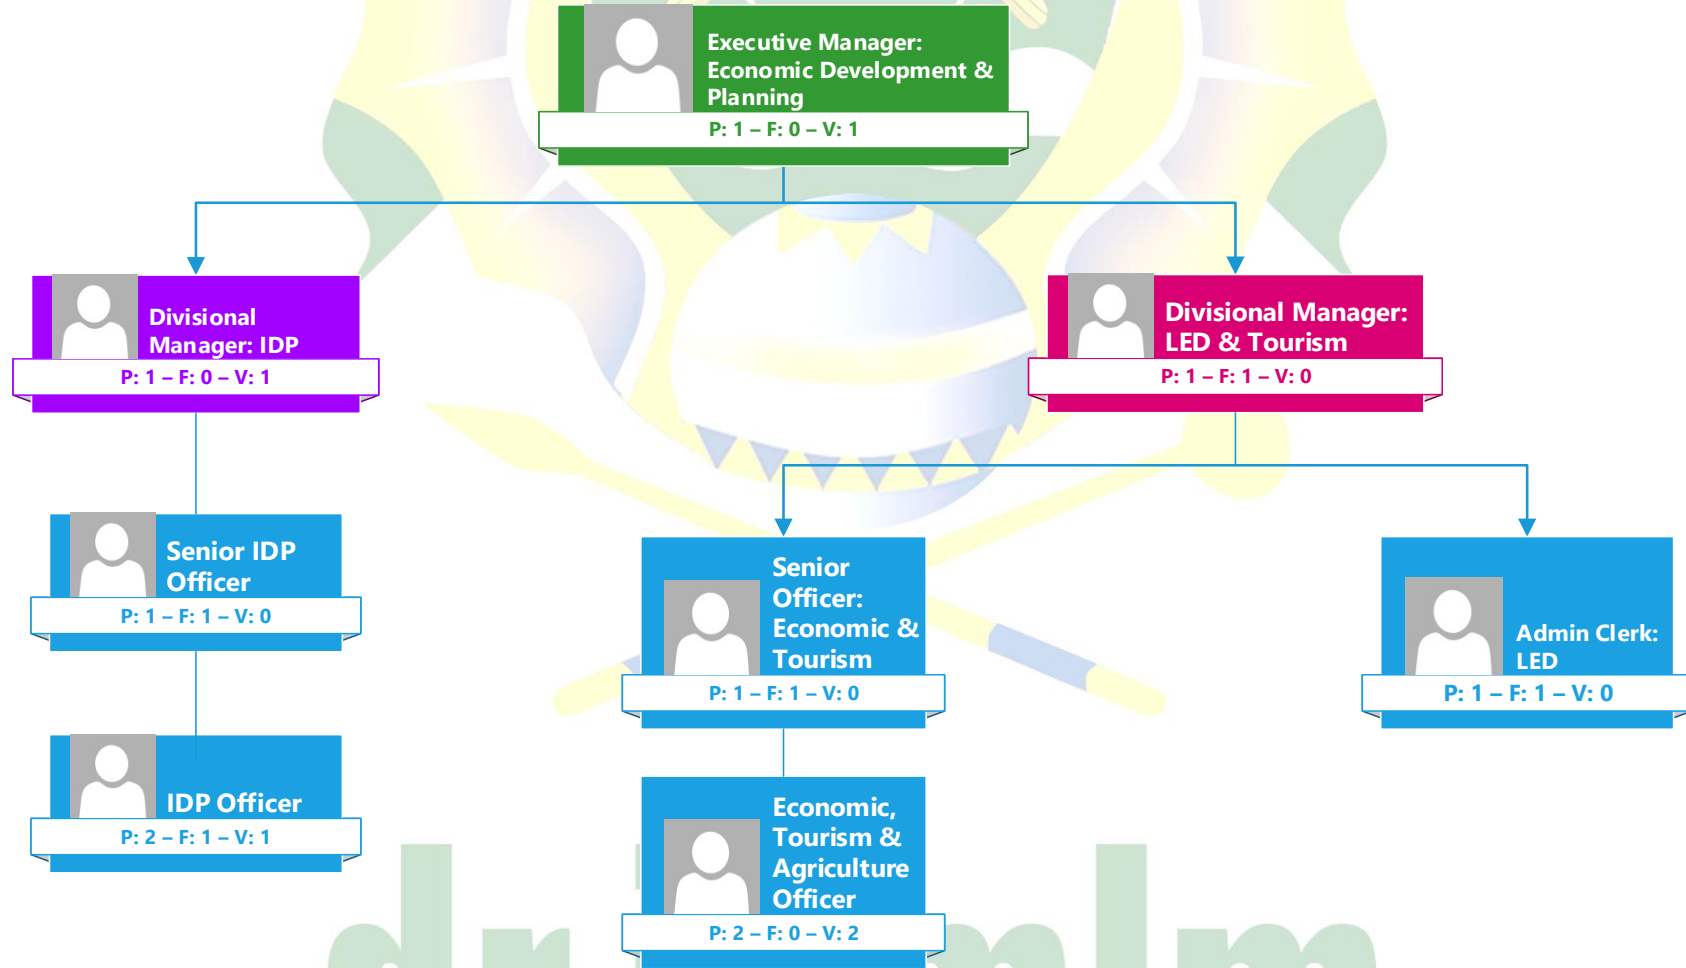 Executive Manager:
Economic Development &
Planning
P: 1 – F: 0 – V: 1
Divisional
Manager: IDP
P: 1 – F: 0 – V: 1
Divisional Manager:
LED & Tourism
P: 1 – F: 1 – V: 0
Senior IDP
Officer
P: 1 – F: 1 – V: 0
Senior
Officer:
Economic &
Tourism
P: 1 – F: 1 – V: 0
Admin Clerk:
LED
P: 1 – F: 1 – V: 0
IDP Officer
P: 2 – F: 1 – V: 1
Economic,
Tourism &
Agriculture
Officer
P: 2 – F: 0 – V: 2